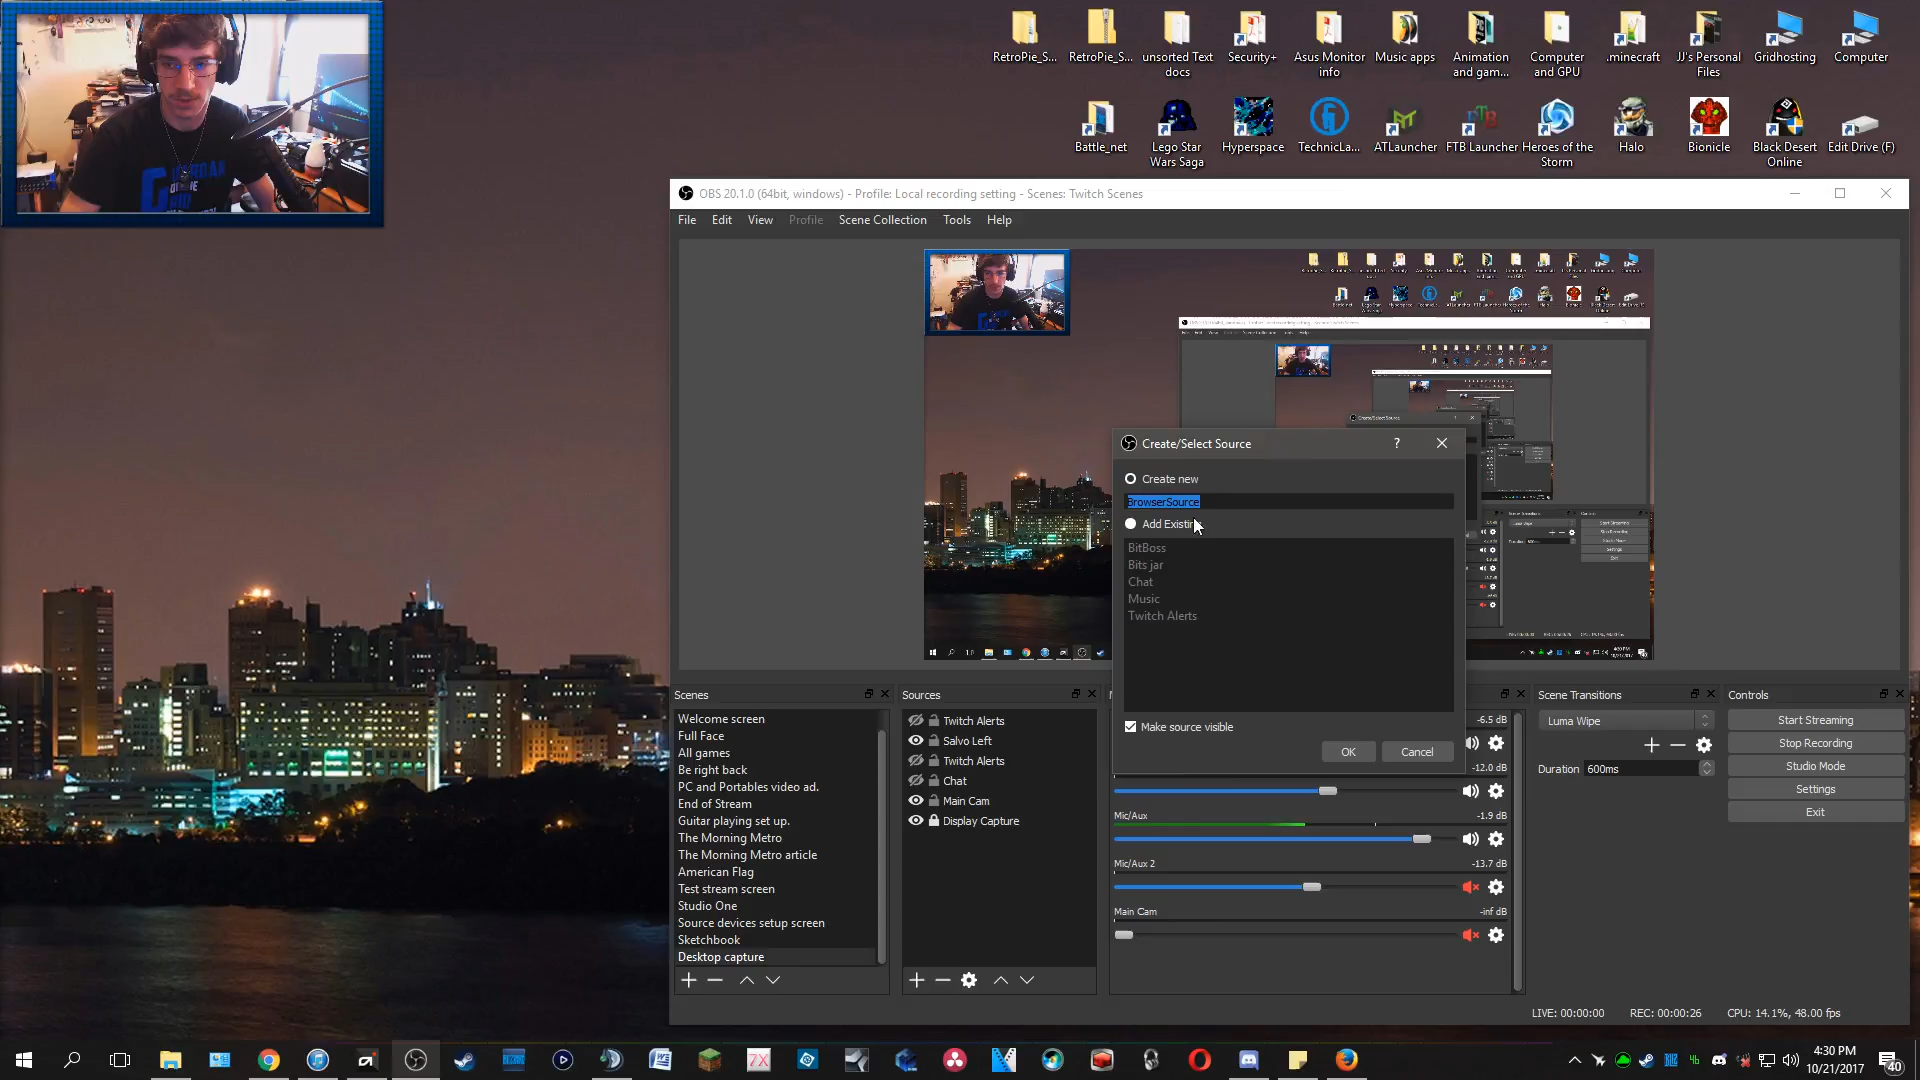 RetroPie_S...
RetroPie_S...
unsorted Text docs
Security+
Asus Monitor info
Music apps
Animation and gam...
Computer and GPU
.minecraft
JJ's Personal Files
Gridhosting
Computer
Battle_net
Lego Star Wars Saga
Hyperspace
TechnicLa...
ATLauncher
FTB Launcher
Heroes of the Storm
Halo
Bionicle
Black Desert Online
Edit Drive (F)
OBS 20.1.0 (64bit, windows) - Profile: Local recording setting - Scenes: Twitch Scenes
File Edit View Profile Scene Collection Tools Help
Create/Select Source
?
Create new
BrowserSource
Add Existin
BitBoss
Bits jar
Chat
Music
Twitch Alerts
Make source visible
OK Cancel
Scenes
Welcome screen
Full Face
All games
Be right back
PC and Portables video ad.
End of Stream
Guitar playing set up.
The Morning Metro
The Morning Metro article
American Flag
Test stream screen
Studio One
Source devices setup screen
Sketchbook
Desktop capture
Sources
Twitch Alerts
Salvo Left
Twitch Alerts
Chat
Main Cam
Display Capture
-6.5 dB
-12.0 dB
Mic/Aux -1.9 dB
Mic/Aux 2 -13.7 dB
Main Cam -inf dB
Scene Transitions
Luma Wipe
Duration 600ms
Controls
Start Streaming
Stop Recording
Studio Mode
Settings
Exit
LIVE: 00:00:00 REC: 00:00:26 CPU: 14.1%, 48.00 fps
4:30 PM
10/21/2017
40